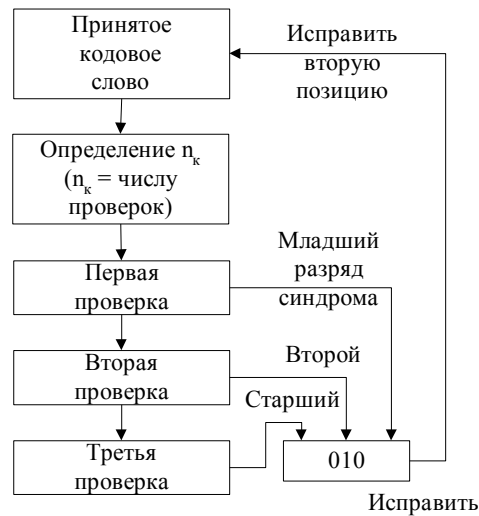 Принятое
кодовое
слово
Исправить
вторую
позицию
Определение nк
(nк = числу
проверок)
Младший
разряд
синдрома
Первая
проверка
Второй
Вторая
проверка
Старший
Третья
проверка
010
Исправить